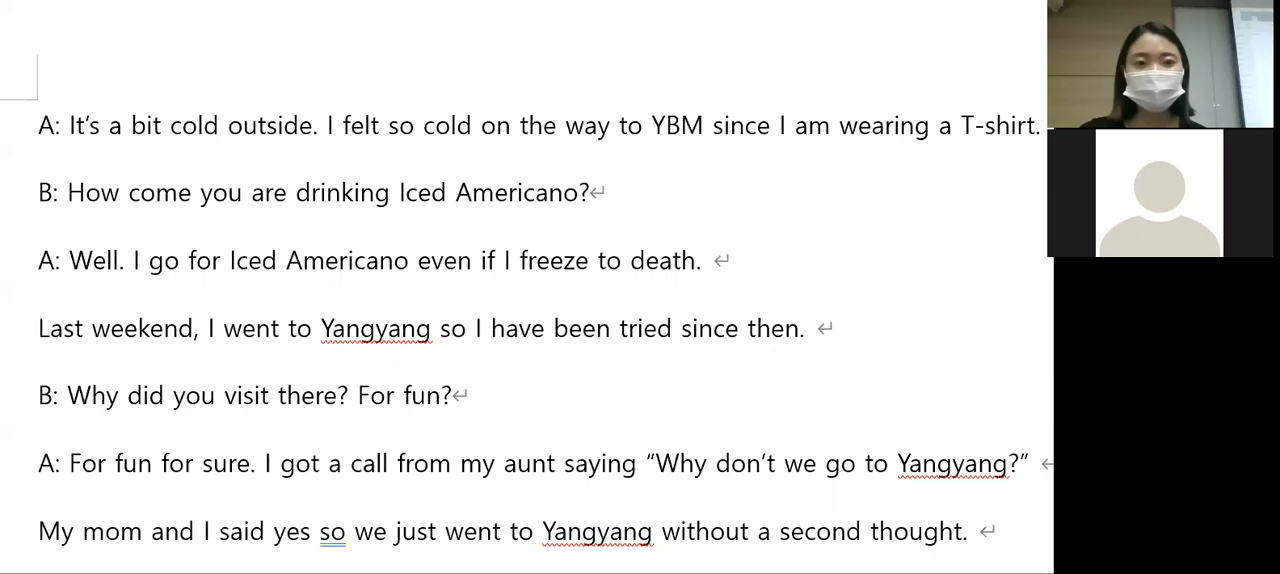 A: It’s a bit cold outside. I felt so cold on the way to YBM since I am wearing a T-shirt.
B: How come you are drinking Iced Americano?
A: Well. I go for Iced Americano even if I freeze to death.
Last weekend, I went to Yangyang so I have been tried since then.
B: Why did you visit there? For fun?
A: For fun for sure. I got a call from my aunt saying “Why don’t we go to Yangyang?”
My mom and I said yes so we just went to Yangyang without a second thought.